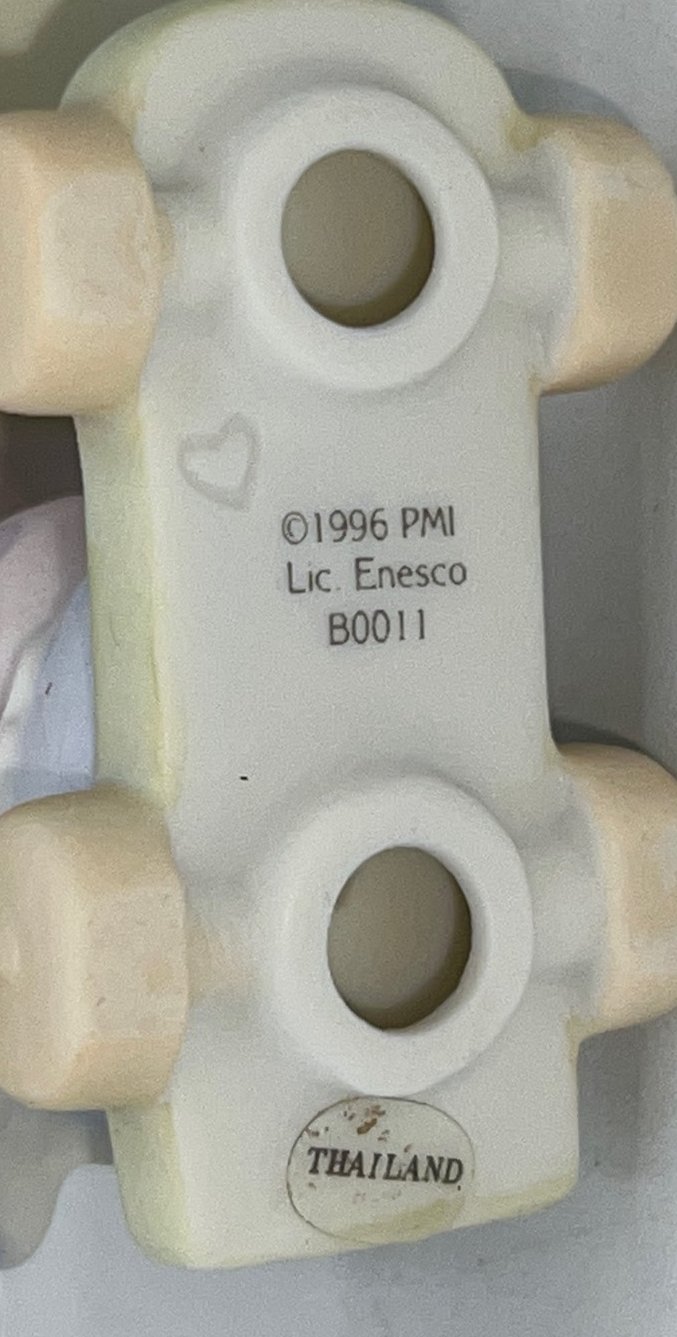 ©1996 PMI
Lic. Enesco
B0011
THAILAND